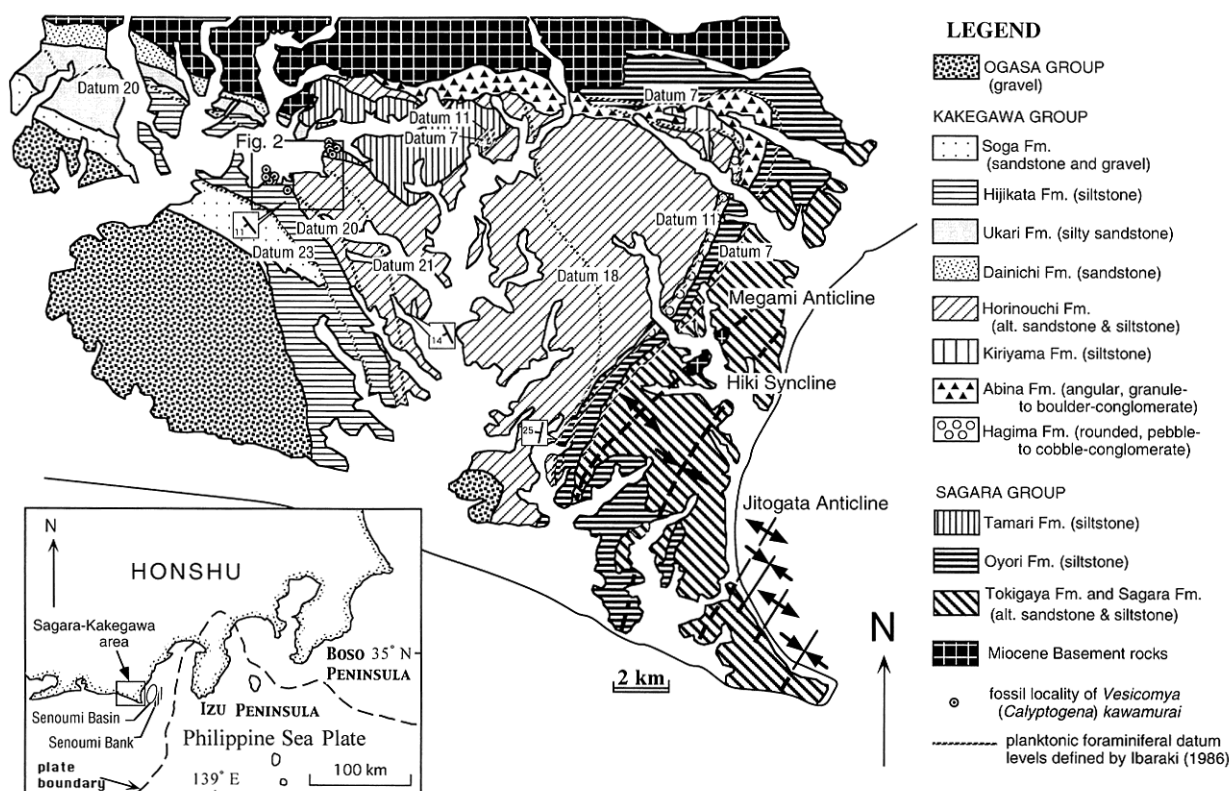 Datum 20
Datum 7
Datum 11
Datum 7
Fig. 2
11
Datum 20
Datum 23
Datum 21
Datum 18
Datum 11
Datum 7
14
25
Megami Anticline
Hiki Syncline
Jitogata Anticline
2 km
N
N
HONSHU
Sagara-Kakegawa
area
BOSO 35° N
PENINSULA
IZU PENINSULA
Senoumi Basin
Senoumi Bank
Philippine Sea Plate
plate
boundary
139° E
100 km
LEGEND
OGASA GROUP
(gravel)
KAKEGAWA GROUP
Soga Fm.
(sandstone and gravel)
Hijikata Fm. (siltstone)
Ukari Fm. (silty sandstone)
Dainichi Fm. (sandstone)
Horinouchi Fm.
(alt. sandstone & siltstone)
Kiriyama Fm. (siltstone)
Abina Fm. (angular, granule-
to boulder-conglomerate)
Hagima Fm. (rounded, pebble-
to cobble-conglomerate)
SAGARA GROUP
Tamari Fm. (siltstone)
Oyori Fm. (siltstone)
Tokigaya Fm. and Sagara Fm.
(alt. sandstone & siltstone)
Miocene Basement rocks
fossil locality of Vesicomya
(Calyptogena) kawamurai
planktonic foraminiferal datum
levels defined by Ibaraki (1986)